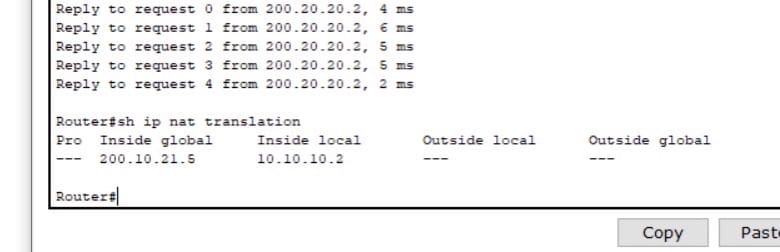 Reply to request 0 from 200.20.20.2, 4 ms
Reply to request 1 from 200.20.20.2, 6 ms
Reply to request 2 from 200.20.20.2, 5 ms
Reply to request 3 from 200.20.20.2, 5 ms
Reply to request 4 from 200.20.20.2, 2 ms
Router#sh ip nat translation
Pro  Inside global     Inside local       Outside local      Outside global
---  200.10.21.5       10.10.10.2         ---                ---
Router#
Copy
Paste